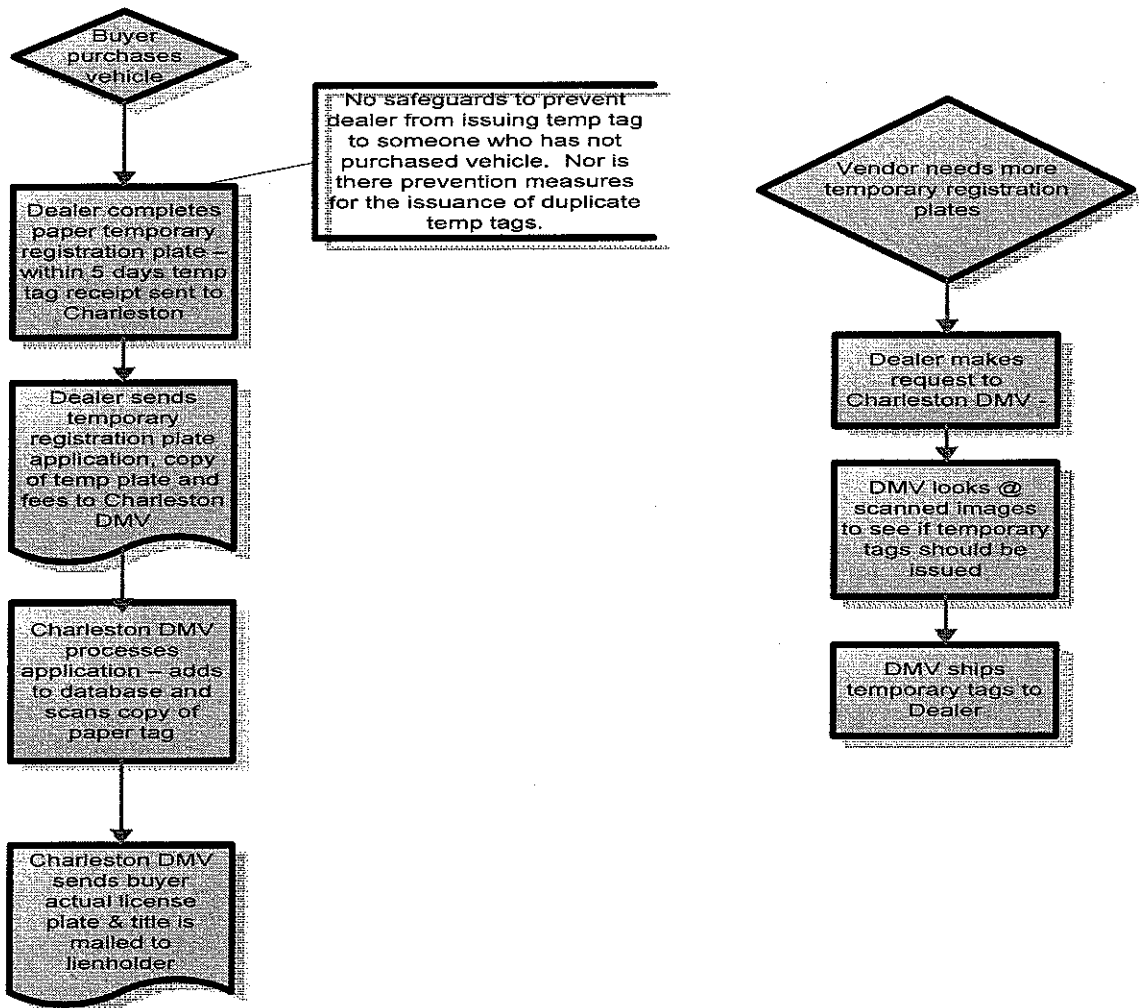 Buyer
purchases
vehicle
No safeguards to prevent
dealer from issuing temp tag
to someone who has not
purchased vehicle. Nor is
there prevention measures
for the issuance of duplicate
temp tags.
Dealer completes
paper temporary
registration plate –
within 5 days temp
tag receipt sent to
Charleston
Dealer sends
temporary
registration plate
application, copy
of temp plate and
fees to Charleston
DMV
Charleston DMV
processes
application – adds
to database and
scans copy of
paper tag
Charleston DMV
sends buyer
actual license
plate & title is
mailed to
lienholder
Vendor needs more
temporary registration
plates
Dealer makes
request to
Charleston DMV -
DMV looks @
scanned images
to see if temporary
tags should be
issued
DMV ships
temporary tags to
Dealer